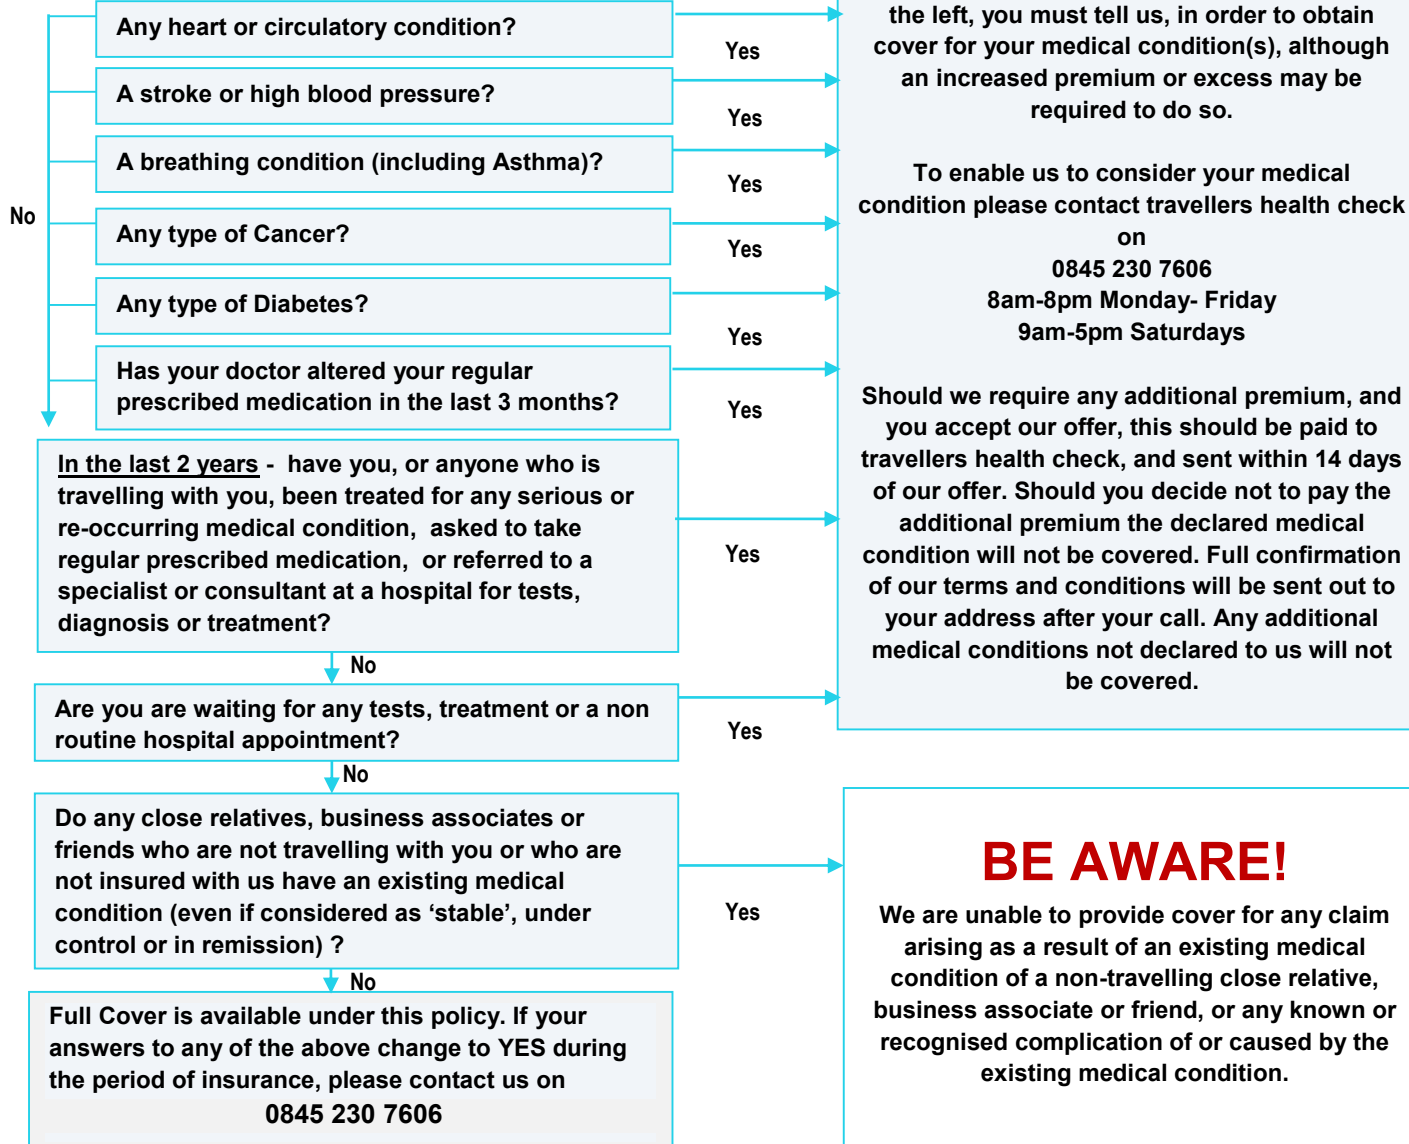 Any heart or circulatory condition?
Yes
A stroke or high blood pressure?
Yes
A breathing condition (including Asthma)?
Yes
No
Any type of Cancer?
Yes
Any type of Diabetes?
Yes
Has your doctor altered your regular
prescribed medication in the last 3 months?
Yes
In the last 2 years - have you, or anyone who is
travelling with you, been treated for any serious or
re-occurring medical condition, asked to take
regular prescribed medication, or referred to a
specialist or consultant at a hospital for tests,
diagnosis or treatment?
Yes
No
Are you are waiting for any tests, treatment or a non
routine hospital appointment?
Yes
No
Do any close relatives, business associates or
friends who are not travelling with you or who are
not insured with us have an existing medical
condition (even if considered as ‘stable’, under
control or in remission) ?
Yes
No
Full Cover is available under this policy. If your
answers to any of the above change to YES during
the period of insurance, please contact us on
0845 230 7606
the left, you must tell us, in order to obtain
cover for your medical condition(s), although
an increased premium or excess may be
required to do so.
To enable us to consider your medical
condition please contact travellers health check
on
0845 230 7606
8am-8pm Monday- Friday
9am-5pm Saturdays
Should we require any additional premium, and
you accept our offer, this should be paid to
travellers health check, and sent within 14 days
of our offer. Should you decide not to pay the
additional premium the declared medical
condition will not be covered. Full confirmation
of our terms and conditions will be sent out to
your address after your call. Any additional
medical conditions not declared to us will not
be covered.
BE AWARE!
We are unable to provide cover for any claim
arising as a result of an existing medical
condition of a non-travelling close relative,
business associate or friend, or any known or
recognised complication of or caused by the
existing medical condition.